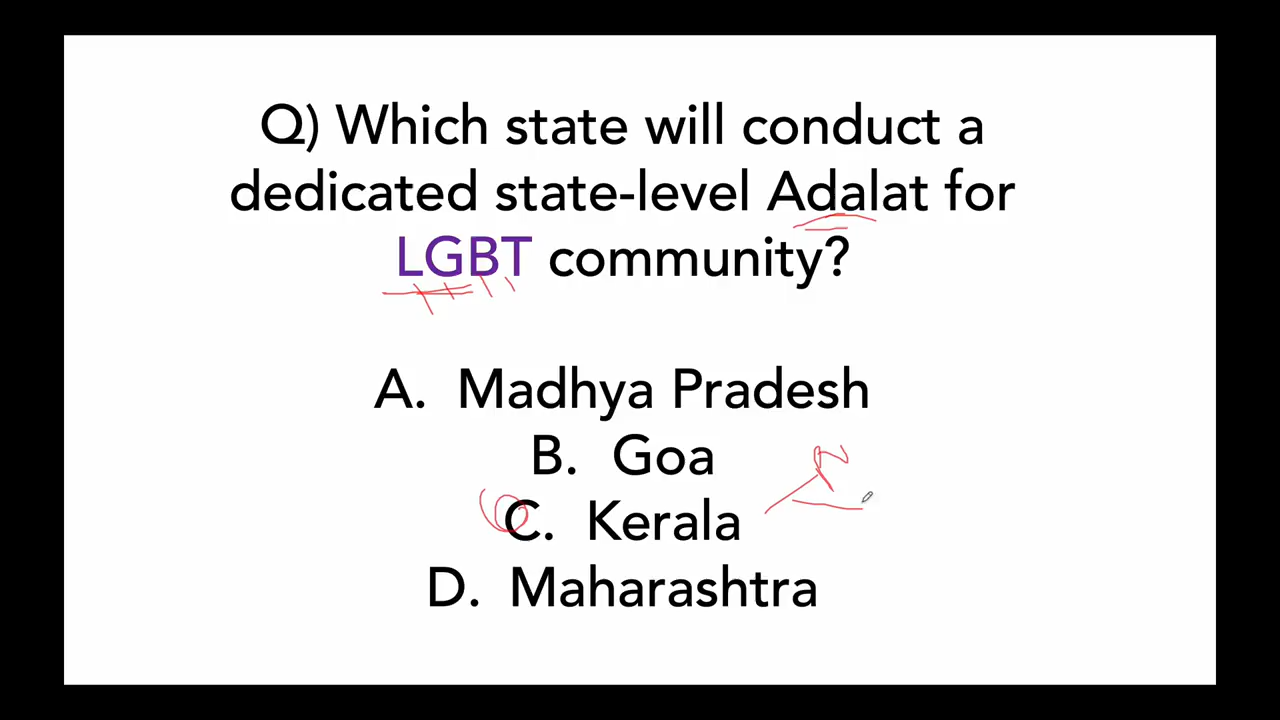 Q) Which state will conduct a
dedicated state-level Adalat for
LGBT community?
A. Madhya Pradesh
B. Goa
C. Kerala
D. Maharashtra